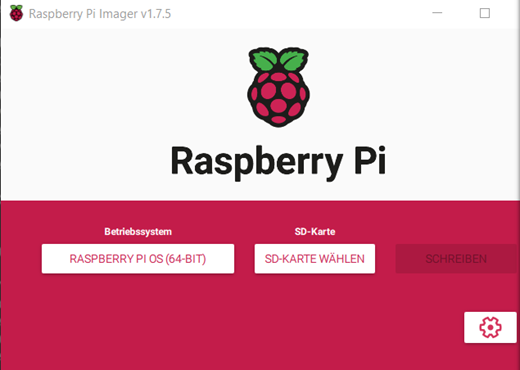 Raspberry Pi Imager v1.7.5
Raspberry Pi
Betriebssystem
SD-Karte
RASPBERRY PI OS (64-BIT)
SD-KARTE WÄHLEN
SCHREIBEN